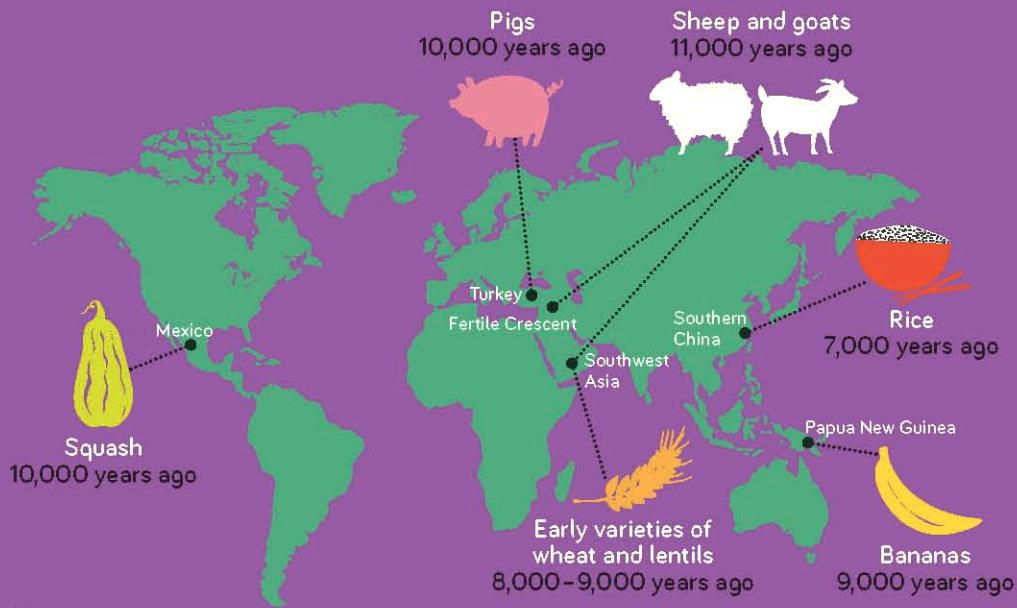 Pigs
10,000 years ago
Sheep and goats
11,000 years ago
Turkey
Fertile Crescent
Mexico
Southwest
Asia
Southern
China
Rice
7,000 years ago
Squash
10,000 years ago
Papua New Guinea
Early varieties of
wheat and lentils
8,000–9,000 years ago
Bananas
9,000 years ago